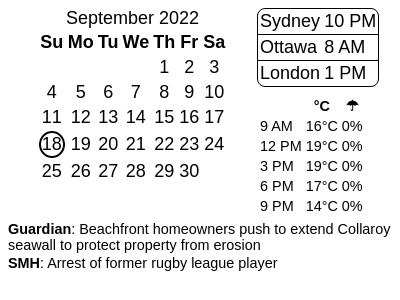 September 2022
Su Mo Tu We Th Fr Sa
1 2 3
4 5 6 7 8 9 10
11 12 13 14 15 16 17
18 19 20 21 22 23 24
25 26 27 28 29 30
Sydney 10 PM
Ottawa 8 AM
London 1 PM
°C ☂
9 AM 16°C 0%
12 PM 19°C 0%
3 PM 19°C 0%
6 PM 17°C 0%
9 PM 14°C 0%
Guardian: Beachfront homeowners push to extend Collaroy
seawall to protect property from erosion
SMH: Arrest of former rugby league player